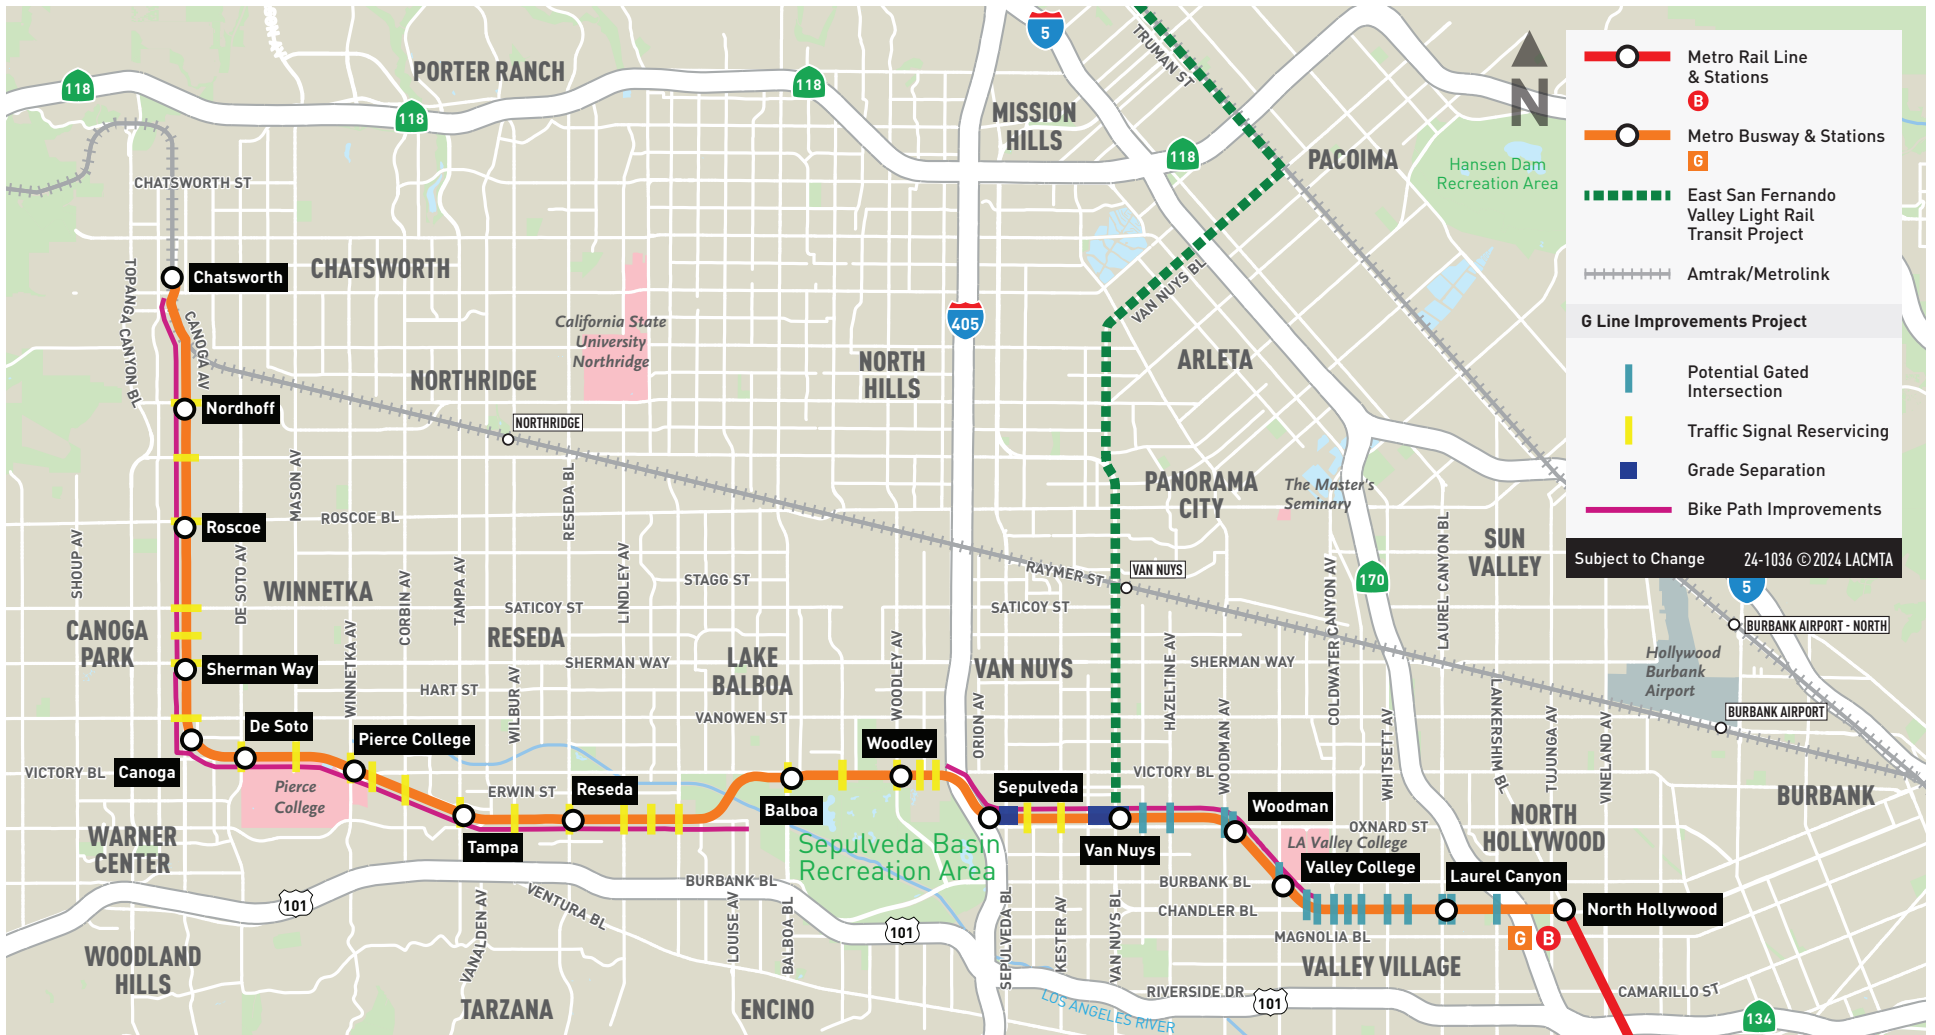 PORTER RANCH
118
118
118
118
5
TRUMAN ST
MISSION
HILLS
PACOIMA
Hansen Dam
Recreation Area
N
CHATSWORTH ST
Chatsworth
CHATSWORTH
TOPANGA CANYON BL
CANOGA AV
California State
University
Northridge
405
VAN NUYS BL
NORTH
HILLS
ARLETA
NORTHRIDGE
Nordhoff
NORTHRIDGE
MASON AV
RESEDA BL
PANORAMA
CITY
The Master's
Seminary
ROSCOE BL
Roscoe
SHOUP AV
DE SOTO AV
WINNETKA
CORBIN AV
TAMPA AV
LINDLEY AV
STAGG ST
RAYMER ST
VAN NUYS
170
LAUREL CANYON BL
SUN
VALLEY
COLDWATER CANYON AV
SATICOY ST
SATICOY ST
CANOGA
PARK
RESEDA
WINNETKA AV
Sherman Way
SHERMAN WAY
LAKE
BALBOA
WOODLEY AV
VAN NUYS
HAZELTINE AV
SHERMAN WAY
5
BURBANK AIRPORT - NORTH
Hollywood
Burbank
Airport
BURBANK AIRPORT
HART ST
WILBUR AV
VANOWEN ST
ORION AV
WOODMAN AV
WHITSETT AV
LANKERSHIM BL
TUJUNGA AV
VINELAND AV
De Soto
Pierce College
Woodley
Canoga
VICTORY BL
VICTORY BL
Pierce
College
ERWIN ST
Reseda
Balboa
Sepulveda
Woodman
BURBANK
NORTH
HOLLYWOOD
WARNER
CENTER
Tampa
Sepulveda Basin
Recreation Area
Van Nuys
OXNARD ST
LA Valley College
Valley College
Laurel Canyon
BURBANK BL
BURBANK BL
CHANDLER BL
North Hollywood
G
B
MAGNOLIA BL
101
VENTURA BL
VANALDEN AV
LOUISE AV
BALBOA BL
101
SEPULVEDA BL
KESTER AV
VAN NUYS BL
VALLEY VILLAGE
WOODLAND
HILLS
TARZANA
ENCINO
LOS ANGELES RIVER
RIVERSIDE DR
101
CAMARILLO ST
134
Metro Rail Line
& Stations
B
Metro Busway & Stations
G
East San Fernando
Valley Light Rail
Transit Project
Amtrak/Metrolink
G Line Improvements Project
Potential Gated
Intersection
Traffic Signal Reservicing
Grade Separation
Bike Path Improvements
Subject to Change 24-1036 ©2024 LACMTA